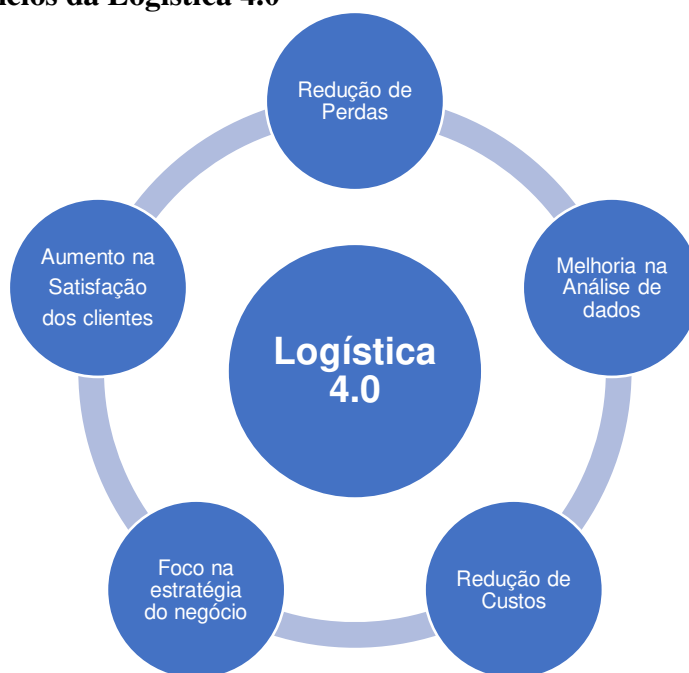 da Logística 4.0
Redução de
Perdas
Melhoria na
Análise de
dados
Redução de
Custos
Foco na
estratégia
do negócio
Aumento na
Satisfação
dos clientes
Logística
4.0